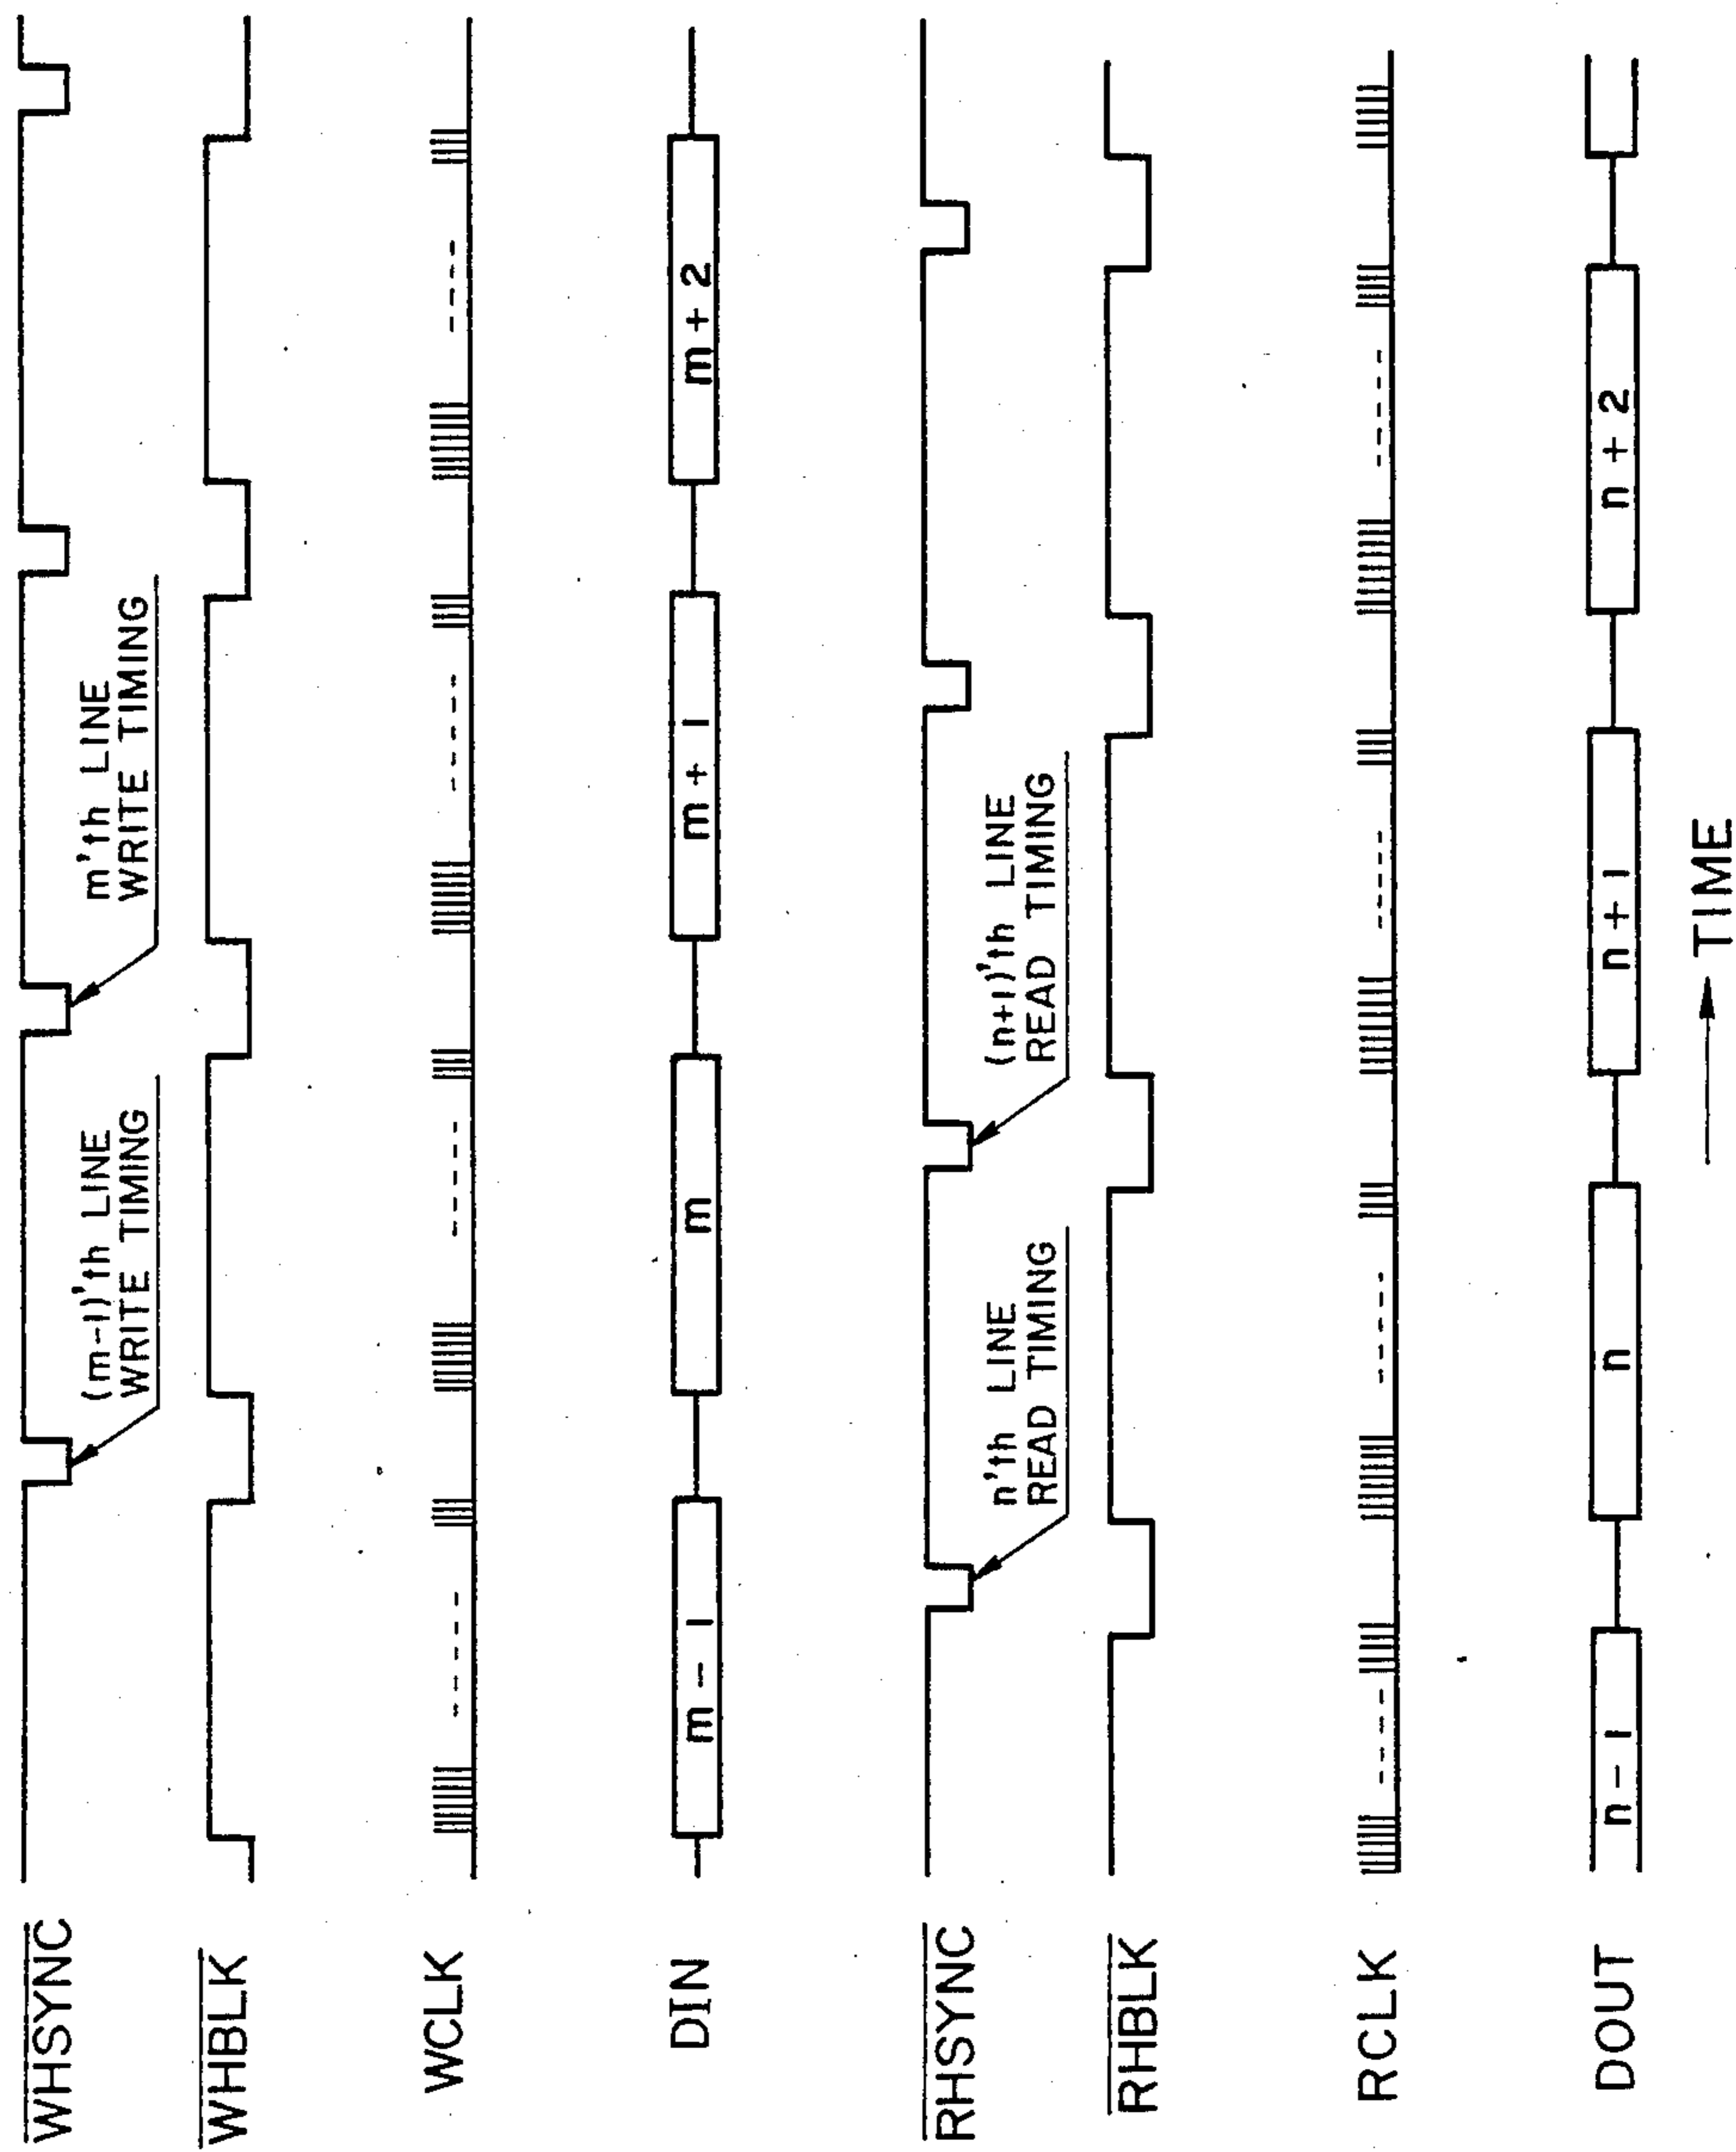 WHSYNC
(m-1)'th LINE
WRITE TIMING
m'th LINE
WRITE TIMING
WHBLK
WCLK
DIN
m - 1
m
m + 1
m + 2
RHSYNC
n'th LINE
READ TIMING
(n+1)'th LINE
READ TIMING
RHBLK
RCLK
DOUT
n - 1
n
n + 1
n + 2
TIME